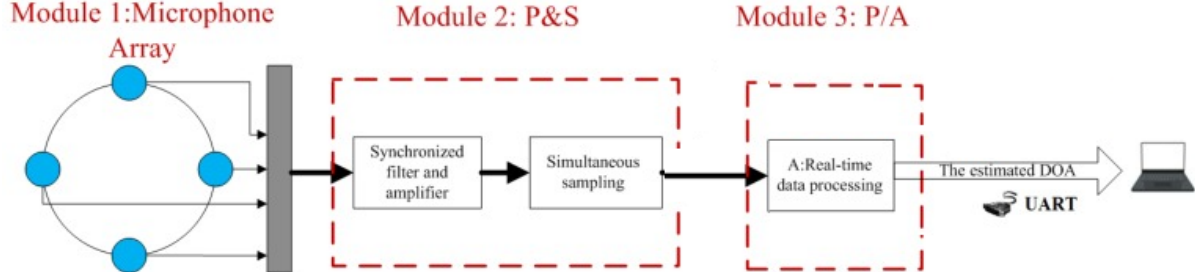 Module 1:Microphone
Array
Module 2: P&S
Module 3: P/A
Synchronized
filter and
amplifier
Simultaneous
sampling
A:Real-time
data processing
The estimated DOA
UART